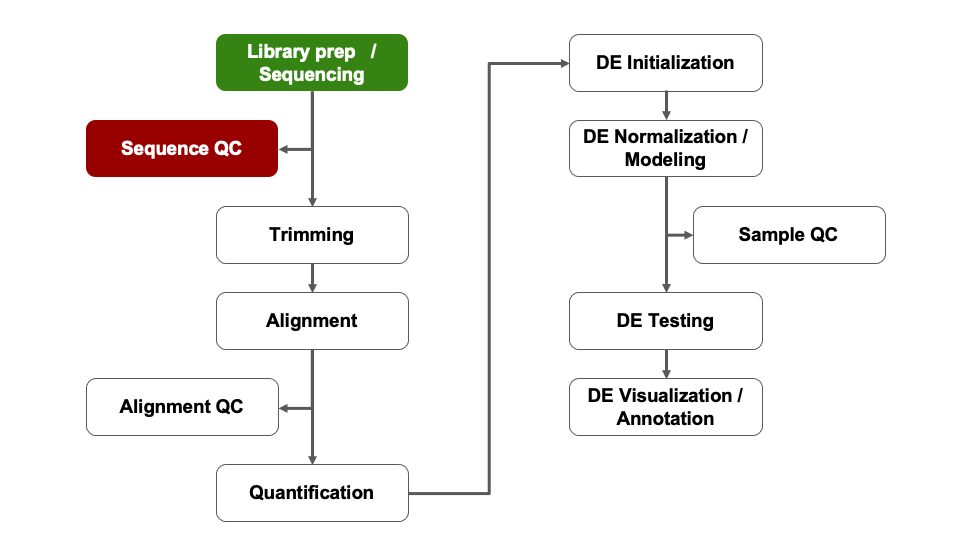 Library prep /
Sequencing
Sequence QC
Trimming
Alignment
Alignment QC
Quantification
DE Initialization
DE Normalization /
Modeling
Sample QC
DE Testing
DE Visualization /
Annotation